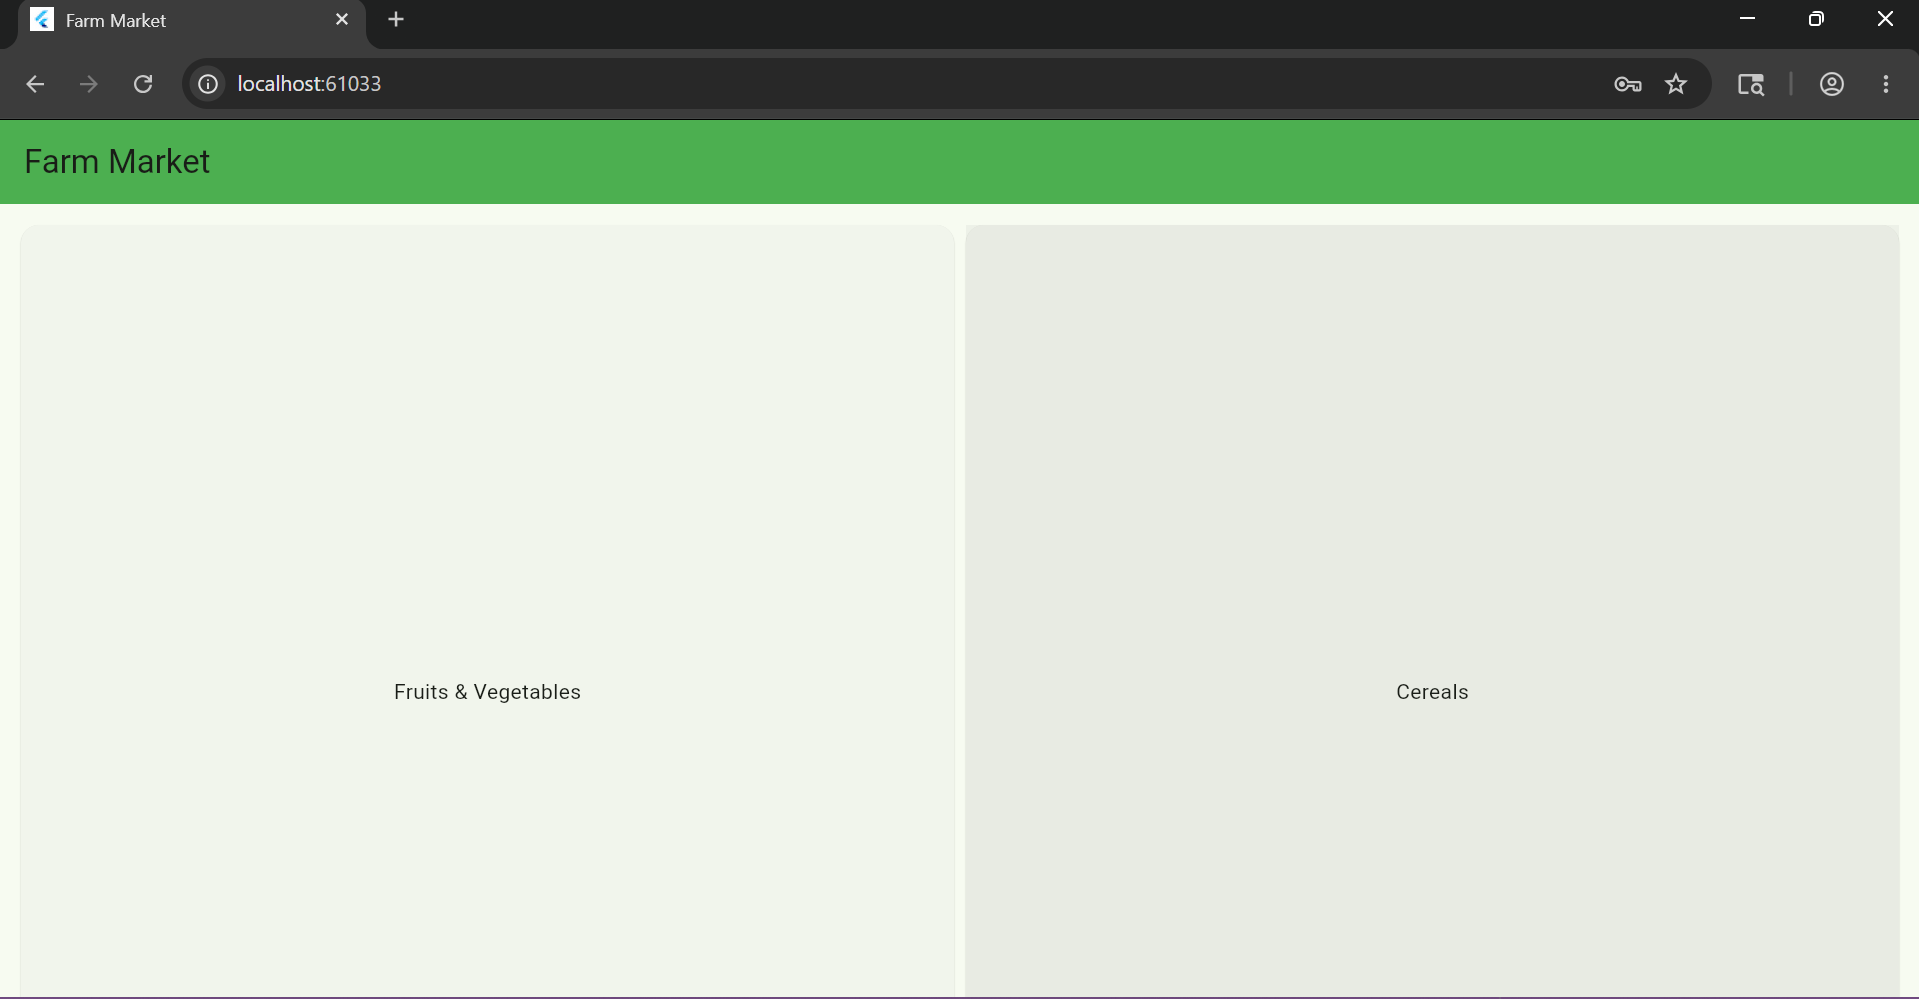 Farm Market
localhost:61033
Farm Market
Fruits & Vegetables
Cereals